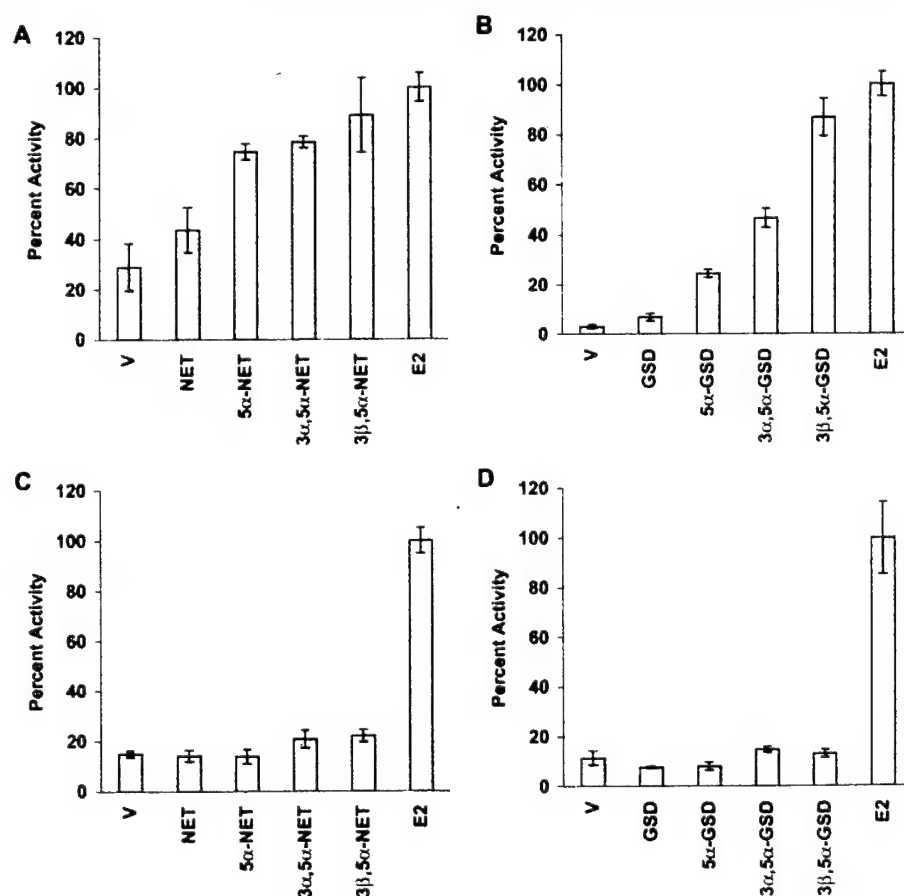 A
Percent Activity
120
100
80
60
40
20
0
V
NET
5α-NET
3α,5α-NET
3β,5α-NET
E2
B
Percent Activity
120
100
80
60
40
20
0
V
GSD
5α-GSD
3α,5α-GSD
3β,5α-GSD
E2
C
Percent Activity
120
100
80
60
40
20
0
V
NET
5α-NET
3α,5α-NET
3β,5α-NET
E2
D
Percent Activity
120
100
80
60
40
20
0
V
GSD
5α-GSD
3α,5α-GSD
3β,5α-GSD
E2